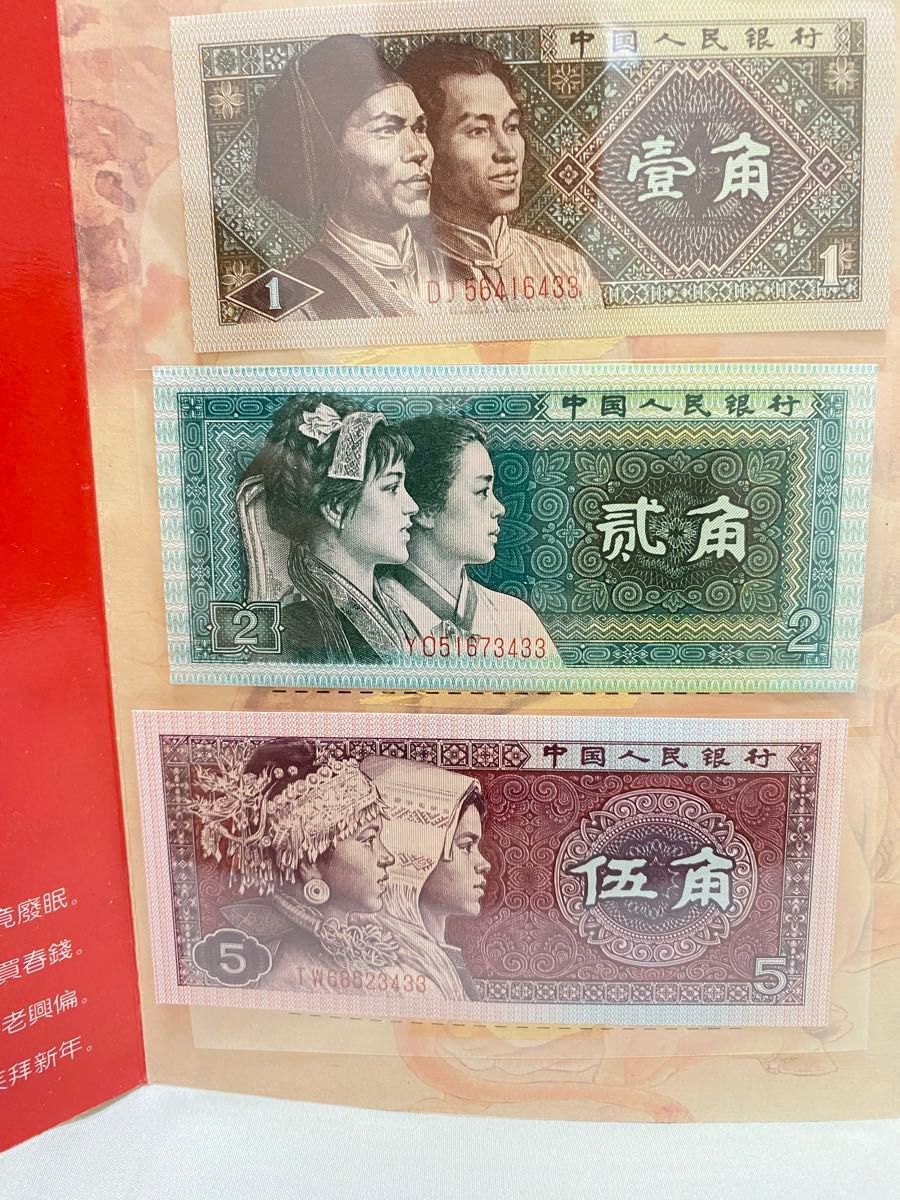 中国人民银行
壹角
1
DJ56416433
1
中国人民银行
贰角
2
YO51673433
2
中国人民银行
伍角
5
TW68523433
5
竟廢眠。
買春錢。
老興偏。
笑拜新年。